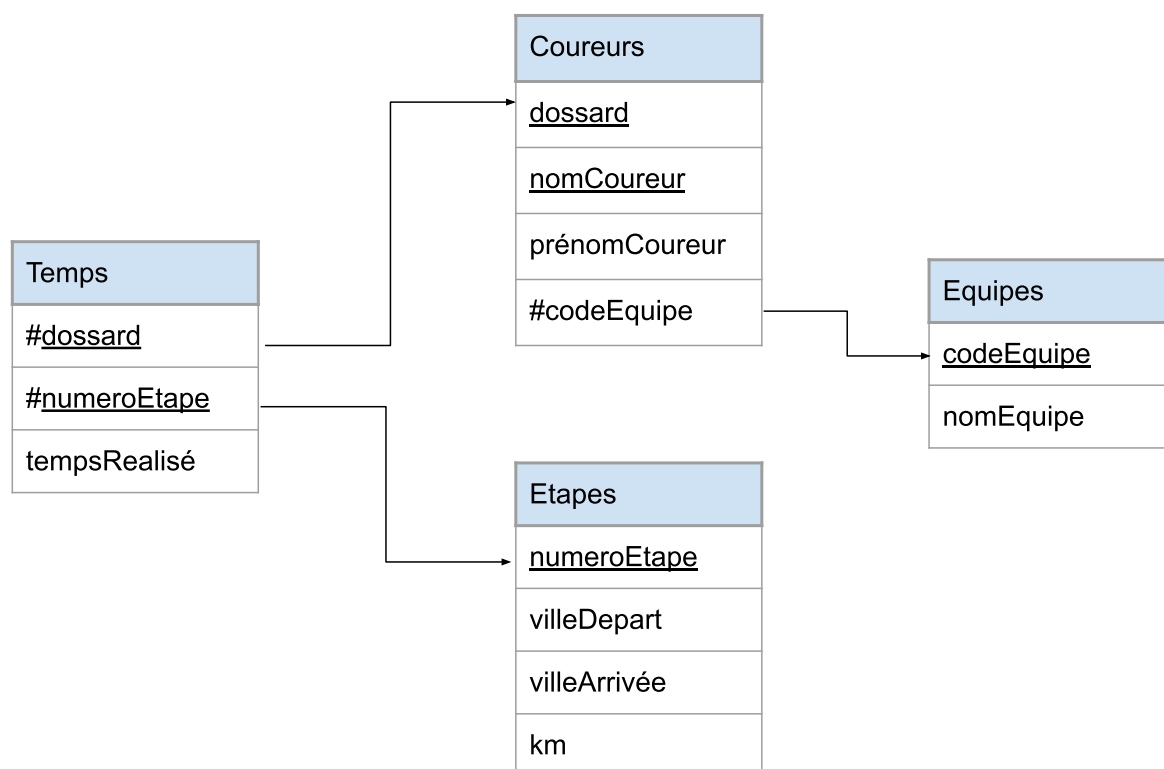 Coureurs
dossard
nomCoureur
prénomCoureur
#codeEquipe
Temps
#dossard
#numeroEtape
tempsRealisé
Equipes
codeEquipe
nomEquipe
Etapes
numeroEtape
villeDepart
villeArrivée
km